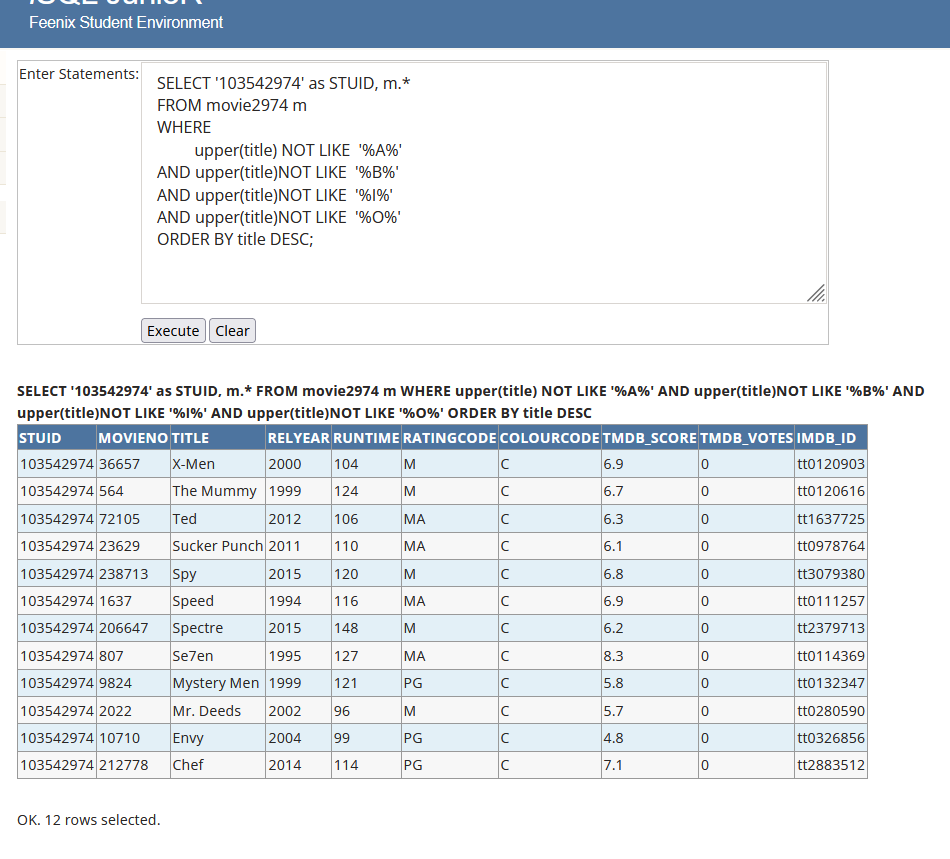 Feenix Student Environment
Enter Statements:
SELECT '103542974' as STUID, m.*
FROM movie2974 m
WHERE
upper(title) NOT LIKE '%A%'
AND upper(title)NOT LIKE '%B%'
AND upper(title)NOT LIKE '%I%'
AND upper(title)NOT LIKE '%O%'
ORDER BY title DESC;
Execute Clear
SELECT '103542974' as STUID, m.* FROM movie2974 m WHERE upper(title) NOT LIKE '%A%' AND upper(title)NOT LIKE '%B%' AND
upper(title)NOT LIKE '%I%' AND upper(title)NOT LIKE '%O%' ORDER BY title DESC
STUID MOVIENO TITLE RELYEAR RUNTIME RATINGCODE COLOURCODE TMDB_SCORE TMDB_VOTES IMDB_ID
103542974 36657 X-Men 2000 104 M C 6.9 0 tt0120903
103542974 564 The Mummy 1999 124 M C 6.7 0 tt0120616
103542974 72105 Ted 2012 106 MA C 6.3 0 tt1637725
103542974 23629 Sucker Punch 2011 110 MA C 6.1 0 tt0978764
103542974 238713 Spy 2015 120 M C 6.8 0 tt3079380
103542974 1637 Speed 1994 116 MA C 6.9 0 tt0111257
103542974 206647 Spectre 2015 148 M C 6.2 0 tt2379713
103542974 807 Se7en 1995 127 MA C 8.3 0 tt0114369
103542974 9824 Mystery Men 1999 121 PG C 5.8 0 tt0132347
103542974 2022 Mr. Deeds 2002 96 M C 5.7 0 tt0280590
103542974 10710 Envy 2004 99 PG C 4.8 0 tt0326856
103542974 212778 Chef 2014 114 PG C 7.1 0 tt2883512
OK. 12 rows selected.